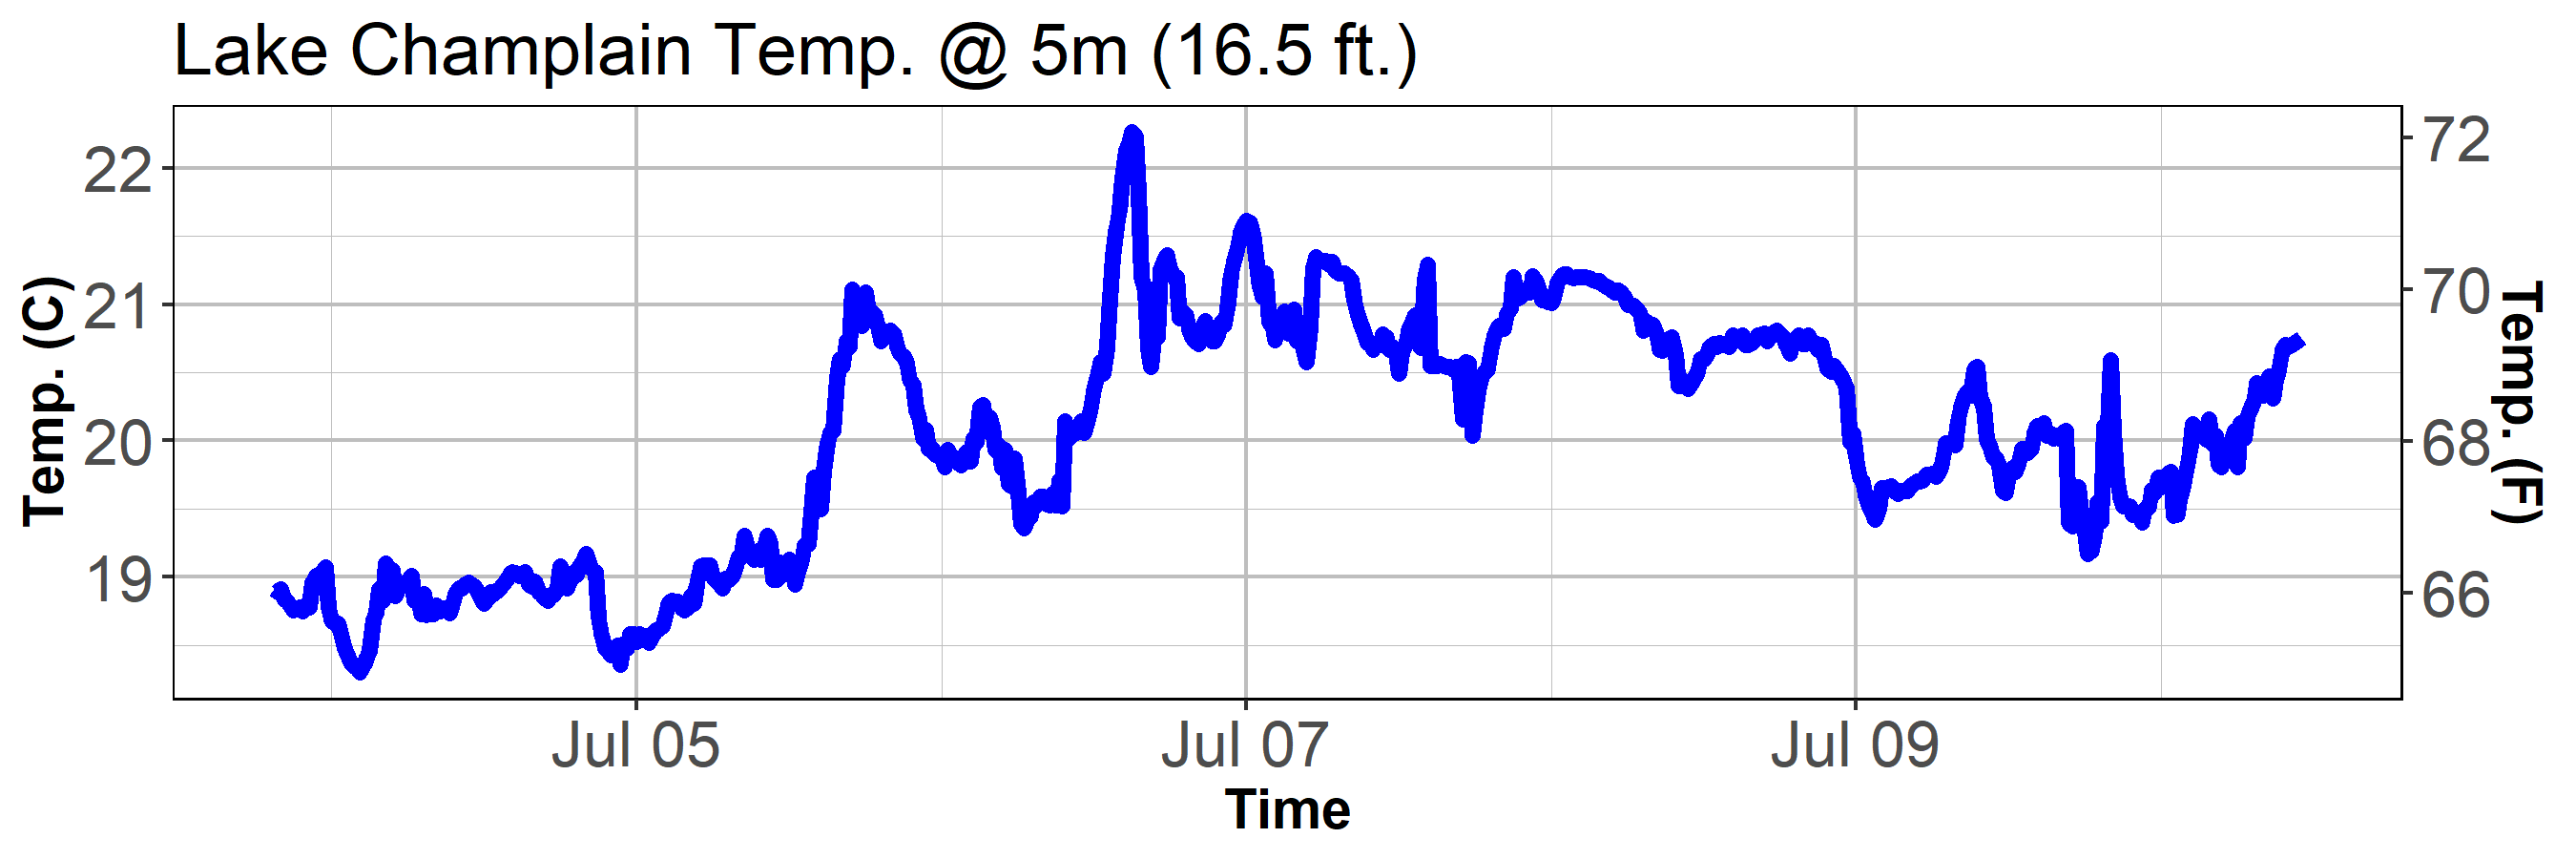 Lake Champlain Temp. @ 5m (16.5 ft.)
Temp. (C)
22
21
20
19
72
70
68
66
Temp. (F)
Jul 05
Jul 07
Jul 09
Time